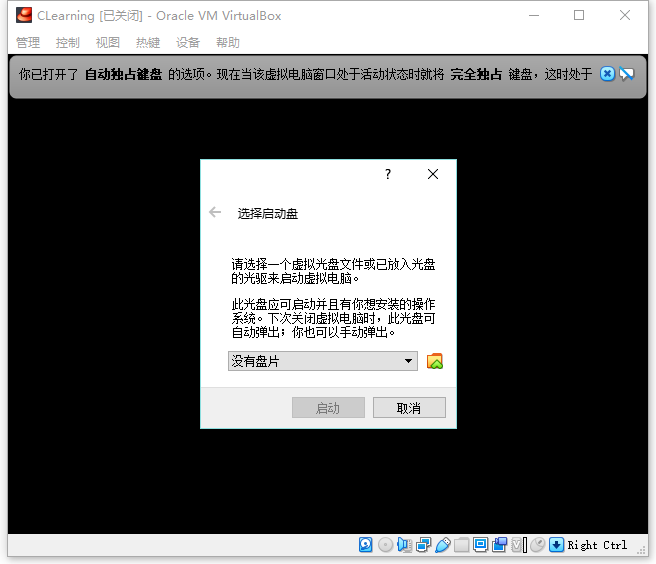 CLearning [已关闭] - Oracle VM VirtualBox
管理 控制 视图 热键 设备 帮助
你已打开了 自动独占键盘 的选项。现在当该虚拟电脑窗口处于活动状态时就将 完全独占 键盘，这时处于
?
选择启动盘
请选择一个虚拟光盘文件或已放入光盘
的光驱来启动虚拟电脑。
此光盘应可启动并且有你想安装的操作
系统。下次关闭虚拟电脑时，此光盘可
自动弹出；你也可以手动弹出。
没有盘片
启动 取消
Right Ctrl